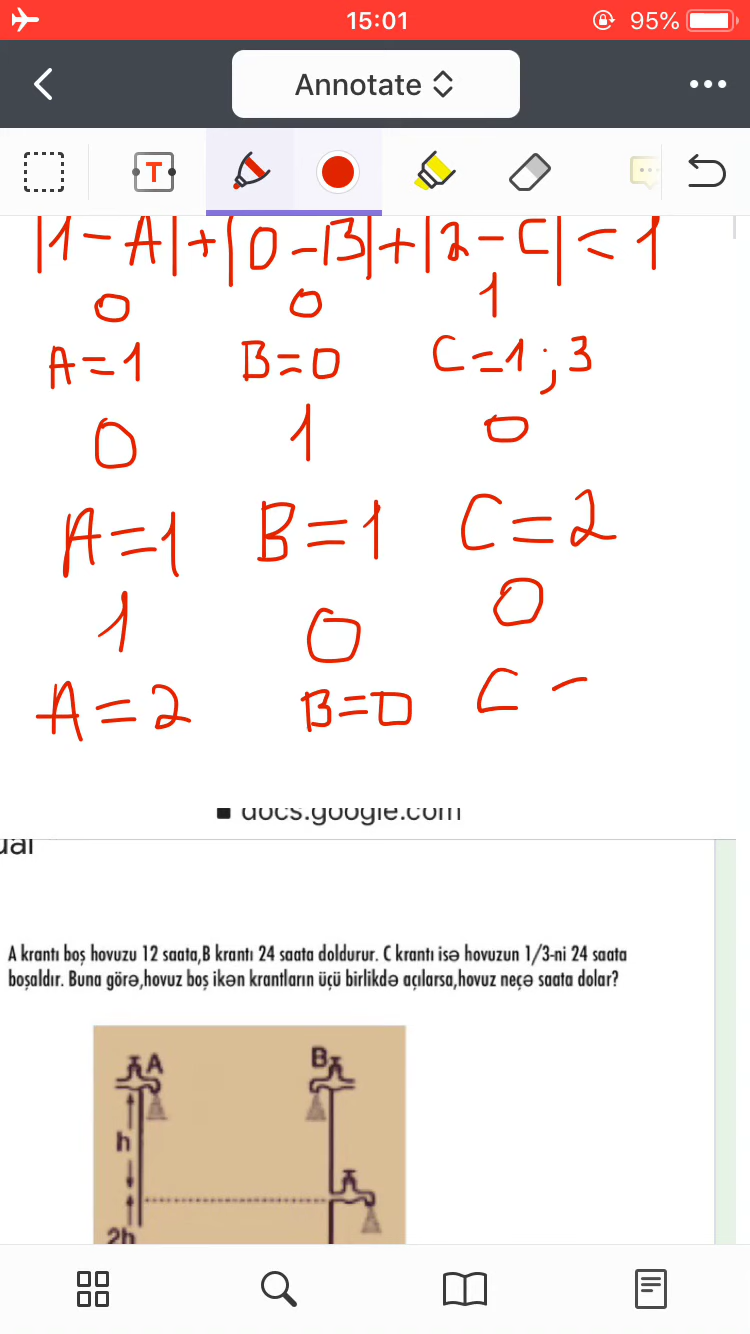 15:01 95%
Annotate
T
|1-A|+|0-B|+|2-C|=1
0 0 1
A=1 B=0 C=1;3
0 1 0
A=1 B=1 C=2
1 0 0
A=2 B=0 C -
docs.google.com
ual
A krantı boş hovuzu 12 saata,B krantı 24 saata doldurur. C krantı isə hovuzun 1/3-ni 24 saata
boşaldır. Buna görə,hovuz boş ikən krantların üçü birlikdə açılarsa,hovuz neçə saata dolar?
A B
h
2h